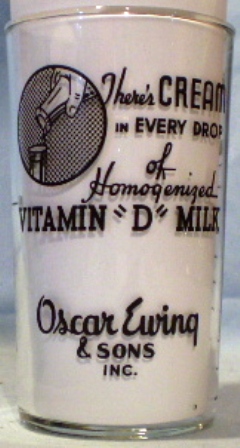 There's CREAM
IN EVERY DROP
of
Homogenized
VITAMIN "D" MILK
Oscar Ewing
& SONS
INC.